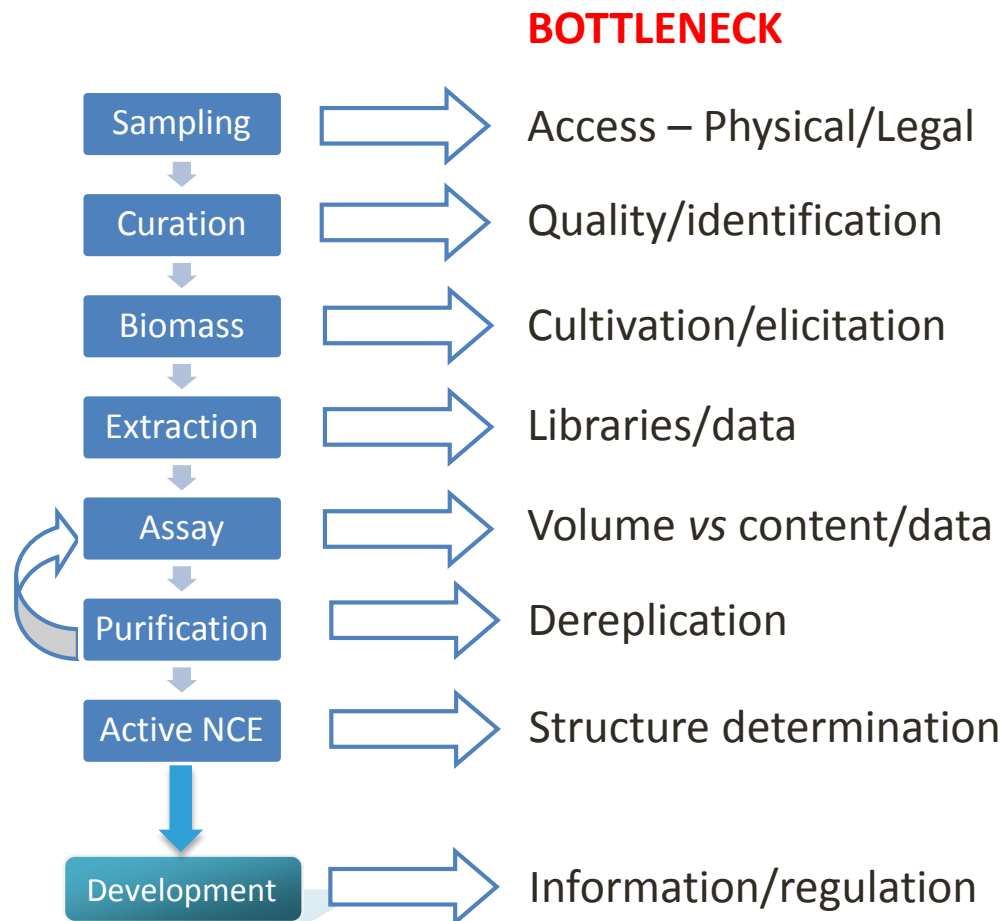 BOTTLENECK
Sampling
Access – Physical/Legal
Curation
Quality/identification
Biomass
Cultivation/elicitation
Extraction
Libraries/data
Assay
Volume vs content/data
Purification
Dereplication
Active NCE
Structure determination
Development
Information/regulation